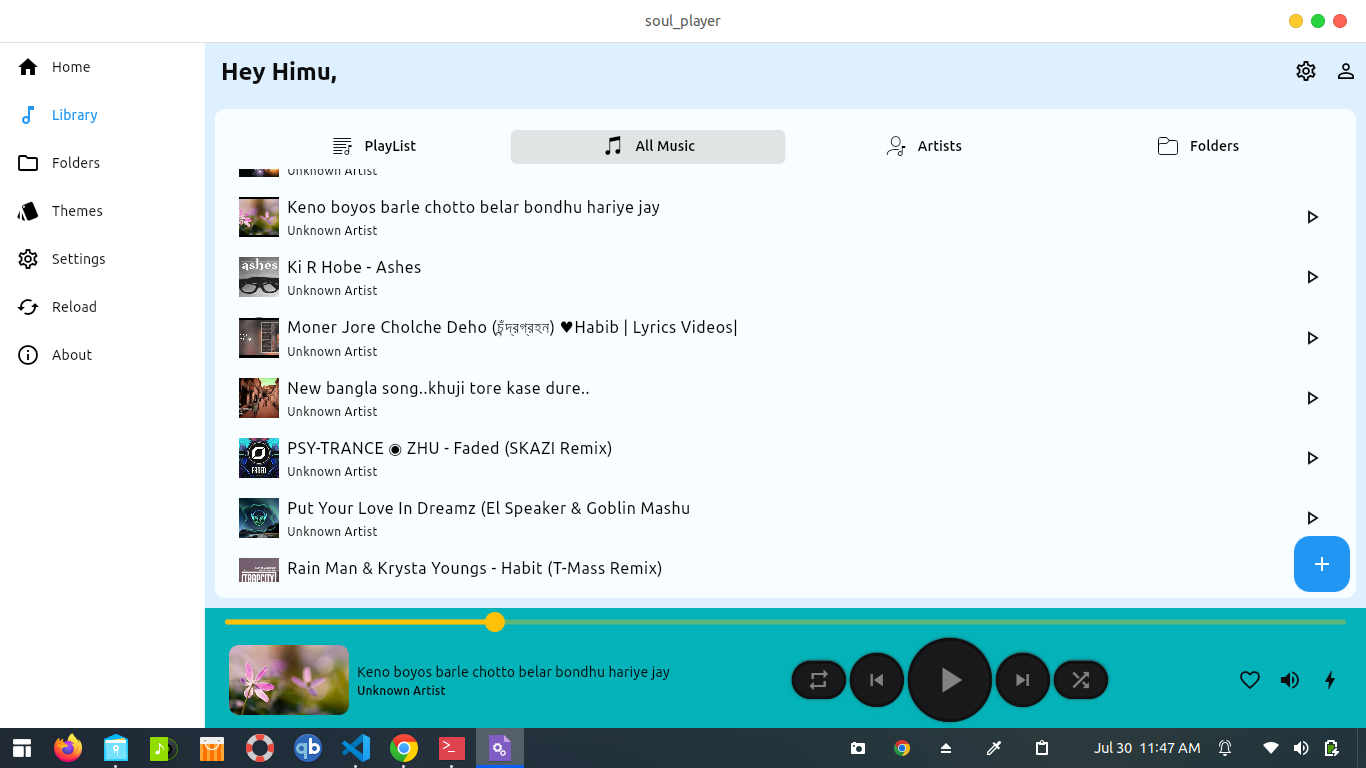 soul_player
Home
Library
Folders
Themes
Settings
Reload
About
Hey Himu,
PlayList
All Music
Artists
Folders
Unknown Artist
Keno boyos barle chotto belar bondhu hariye jay
Unknown Artist
ashes
Ki R Hobe - Ashes
Unknown Artist
Moner Jore Cholche Deho (চঁন্দ্রগ্রহন) ♥Habib | Lyrics Videos|
Unknown Artist
New bangla song..khuji tore kase dure..
Unknown Artist
FADED
PSY-TRANCE ◉ ZHU - Faded (SKAZI Remix)
Unknown Artist
Put Your Love In Dreamz (El Speaker & Goblin Mashu
Unknown Artist
Rain Man & Krysta Youngs - Habit (T-Mass Remix)
Keno boyos barle chotto belar bondhu hariye jay
Unknown Artist
qb
Jul 30 11:47 AM